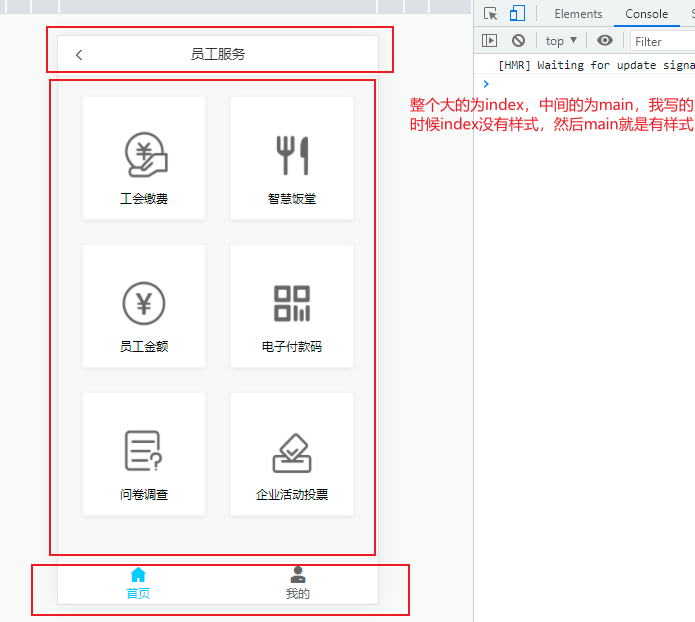 Elements
Console
top
Filter
员工服务
[HMR] Waiting for update signa
整个大的为index，中间的为main，我写的
时候index没有样式，然后main就是有样式
工会缴费
智慧饭堂
员工金额
电子付款码
问卷调查
企业活动投票
首页
我的